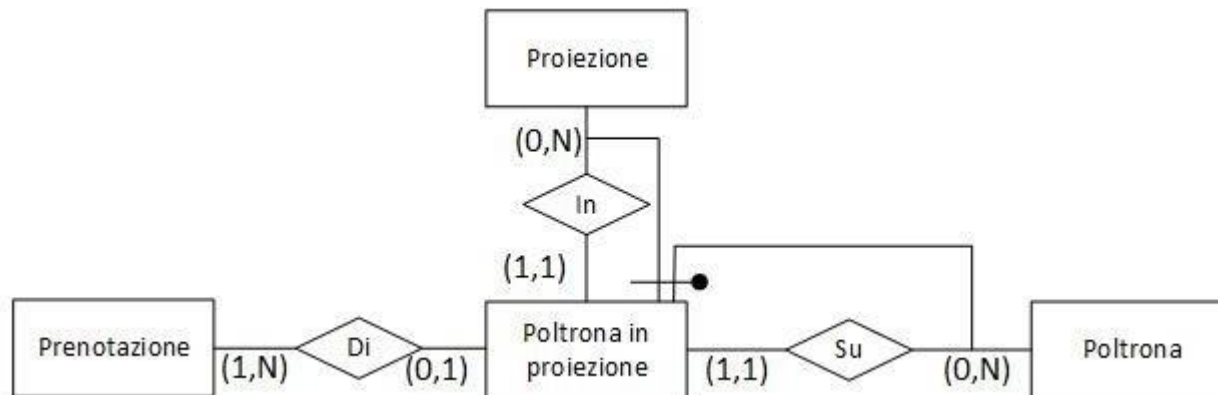 Proiezione
(0,N)
In
(1,1)
Prenotazione
(1,N)
Di
(0,1)
Poltrona in
proiezione
(1,1)
Su
(0,N)
Poltrona